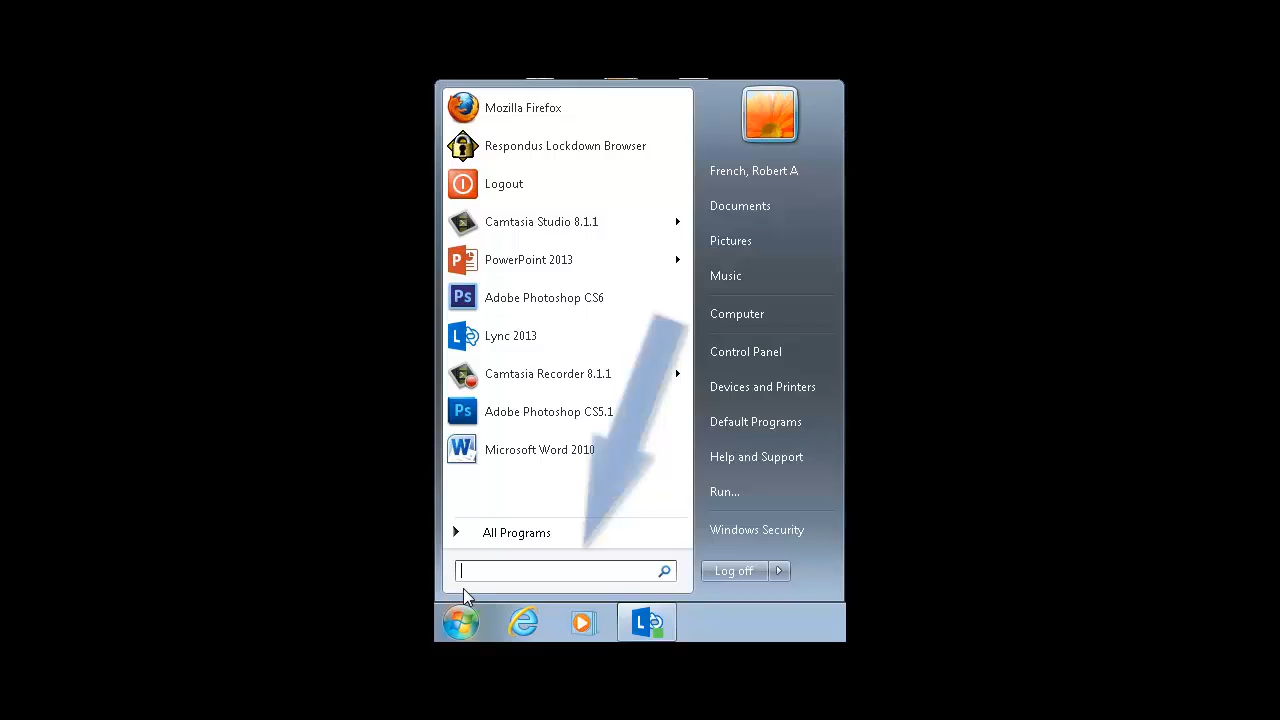 Mozilla Firefox
Respondus Lockdown Browser
Logout
Camtasia Studio 8.1.1
PowerPoint 2013
Adobe Photoshop CS6
Lync 2013
Camtasia Recorder 8.1.1
Adobe Photoshop CS5.1
Microsoft Word 2010
All Programs
French, Robert A
Documents
Pictures
Music
Computer
Control Panel
Devices and Printers
Default Programs
Help and Support
Run...
Windows Security
Log off